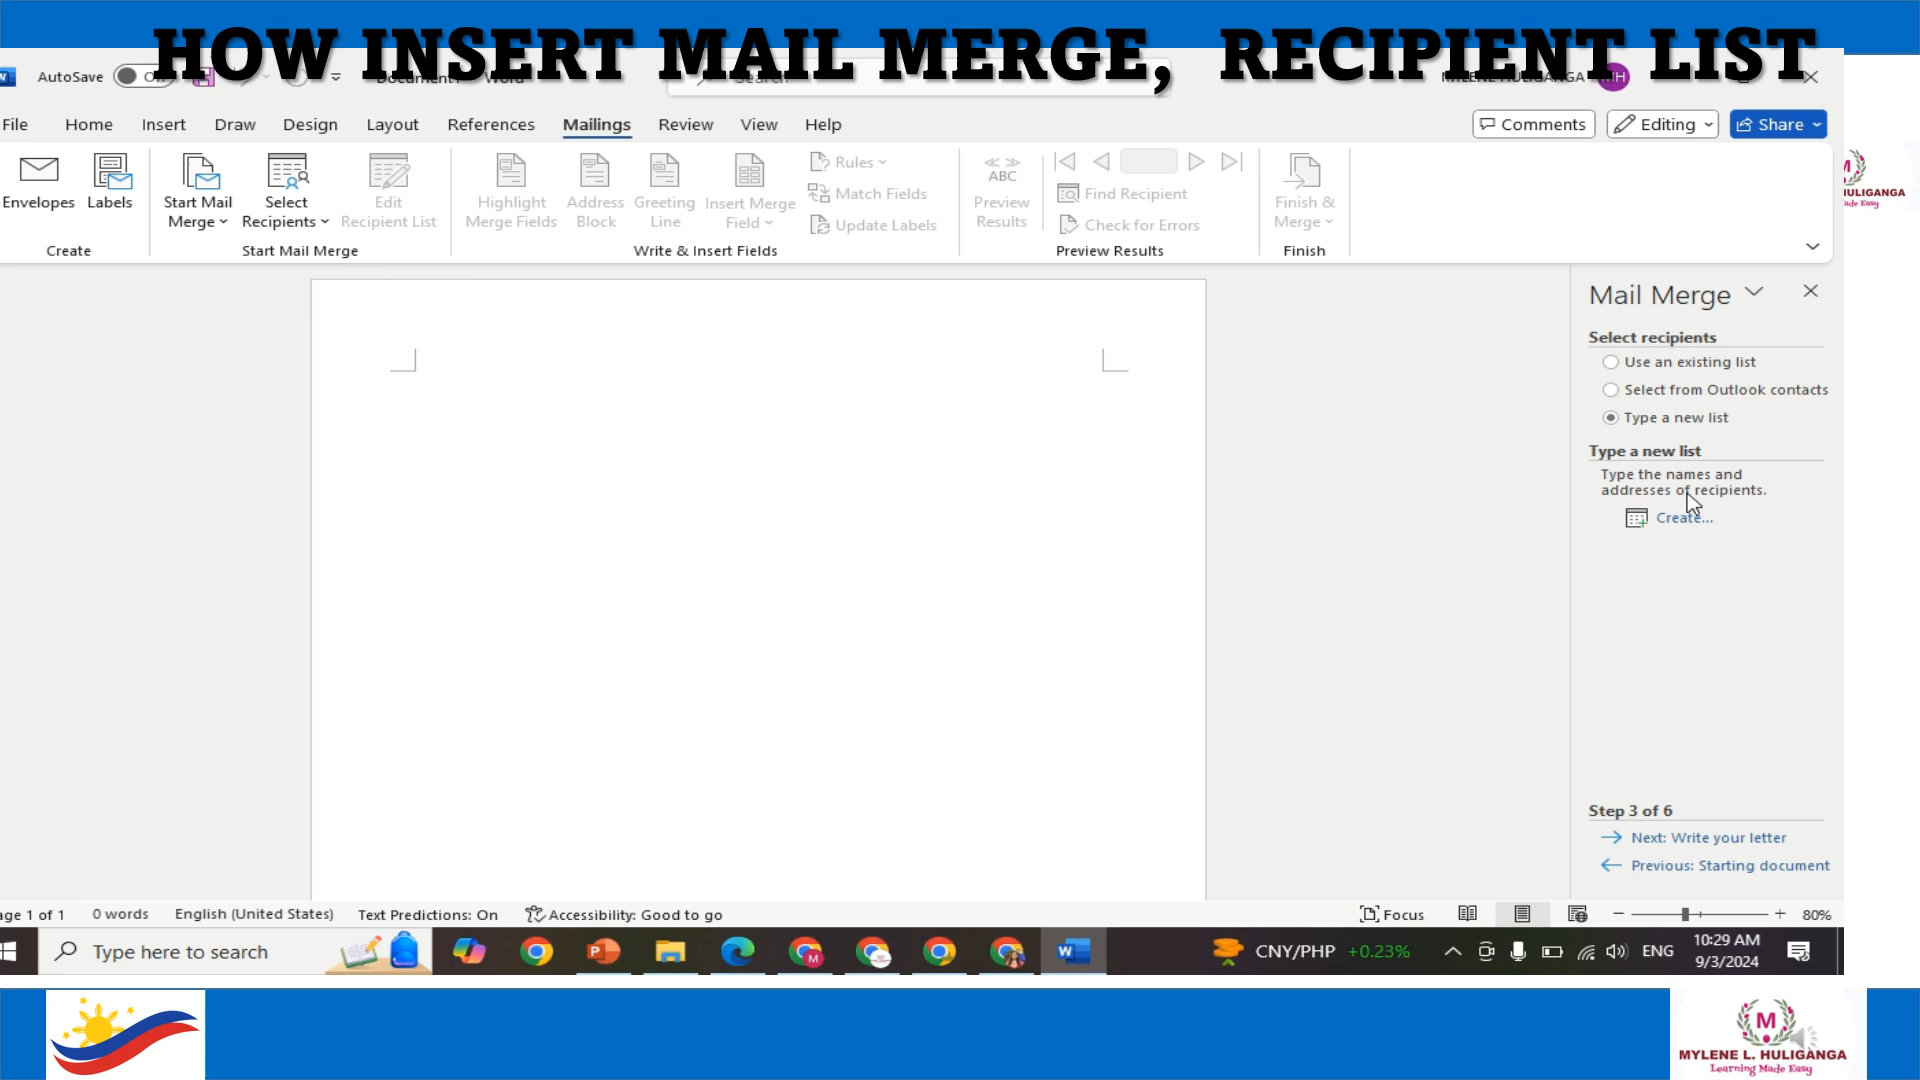 HOW INSERT MAIL MERGE, RECIPIENT LIST
AutoSave
File Home Insert Draw Design Layout References Mailings Review View Help
Comments Editing Share
Envelopes Labels
Create
Start Mail Merge Select Recipients Edit Recipient List
Start Mail Merge
Highlight Merge Fields Address Block Greeting Line Insert Merge Field
Rules
Match Fields
Update Labels
Write & Insert Fields
ABC
Preview Results
Find Recipient
Check for Errors
Preview Results
Finish & Merge
Finish
HULIGANGA
Mail Merge
Select recipients
Use an existing list
Select from Outlook contacts
Type a new list
Type a new list
Type the names and
addresses of recipients.
Create...
Step 3 of 6
Next: Write your letter
Previous: Starting document
age 1 of 1 0 words English (United States) Text Predictions: On Accessibility: Good to go
Focus 80%
Type here to search
CNY/PHP +0.23%
ENG
10:29 AM
9/3/2024
M
MYLENE L. HULIGANGA
Learning Made Easy